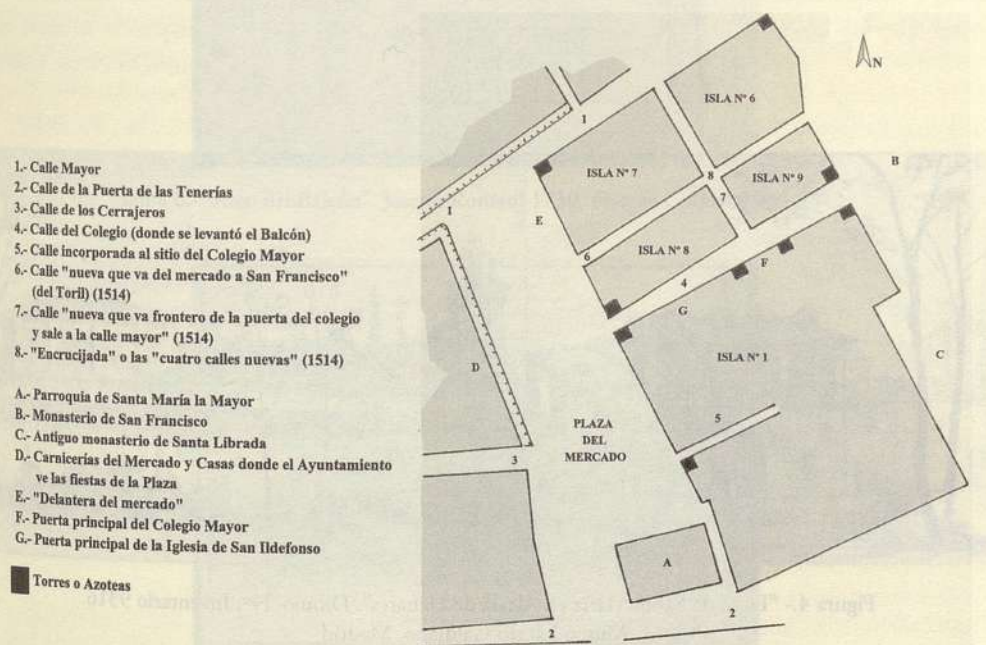 1.- Calle Mayor
2.- Calle de la Puerta de las Tenerías
3.- Calle de los Cerrajeros
4.- Calle del Colegio (donde se levantó el Balcón)
5.- Calle incorporada al sitio del Colegio Mayor
6.- Calle "nueva que va del mercado a San Francisco"
(del Toril) (1514)
7.- Calle "nueva que va frontero de la puerta del colegio
y sale a la calle mayor" (1514)
8.- "Encrucijada" o las "cuatro calles nuevas" (1514)
A.- Parroquia de Santa María la Mayor
B.- Monasterio de San Francisco
C.- Antiguo monasterio de Santa Librada
D.- Carnicerías del Mercado y Casas donde el Ayuntamiento
ve las fiestas de la Plaza
E.- "Delantera del mercado"
F.- Puerta principal del Colegio Mayor
G.- Puerta principal de la Iglesia de San Ildefonso
Torres o Azoteas
N
ISLA Nº 6
1
ISLA Nº 7
8
ISLA Nº 9
B
7
1
E
6
ISLA Nº 8
4
F
G
D
ISLA Nº 1
C
5
PLAZA
DEL
MERCADO
3
A
2
2